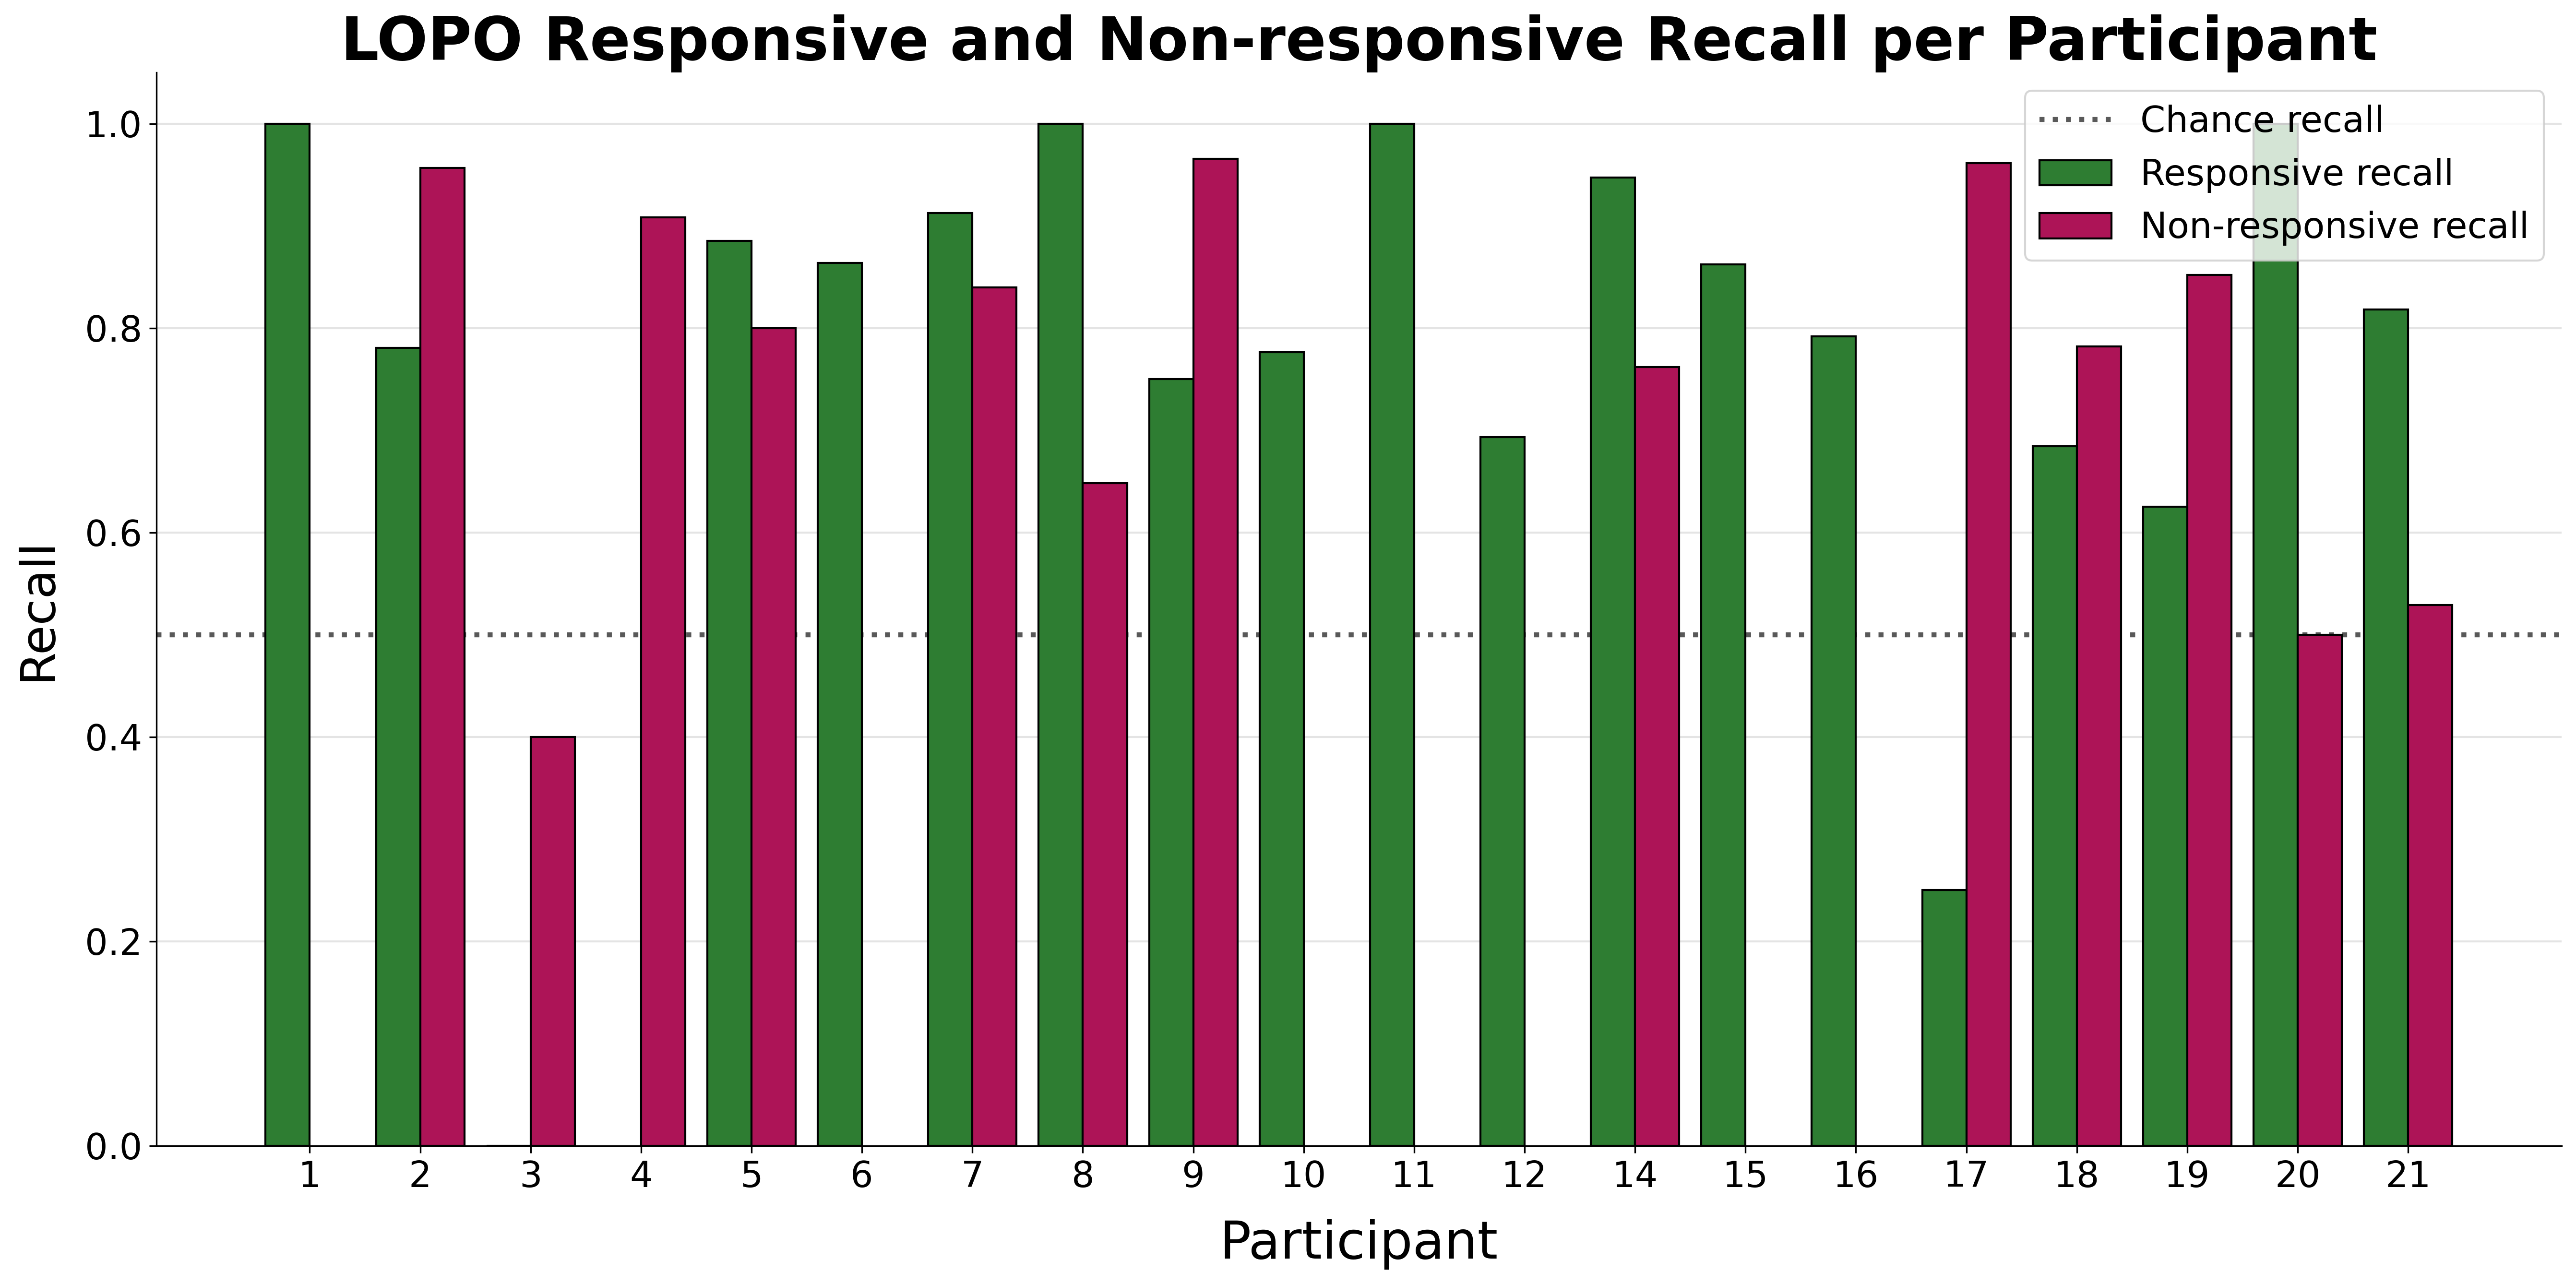 LOPO Responsive and Non-responsive Recall per Participant
Chance recall
Responsive recall
Non-responsive recall
Recall
1.0
0.8
0.6
0.4
0.2
0.0
1 2 3 4 5 6 7 8 9 10 11 12 14 15 16 17 18 19 20 21
Participant